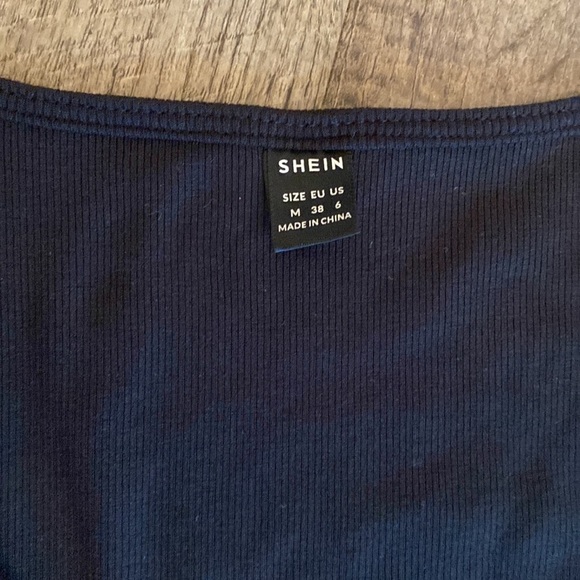 SHEIN
SIZE EU US
M 38 6
MADE IN CHINA